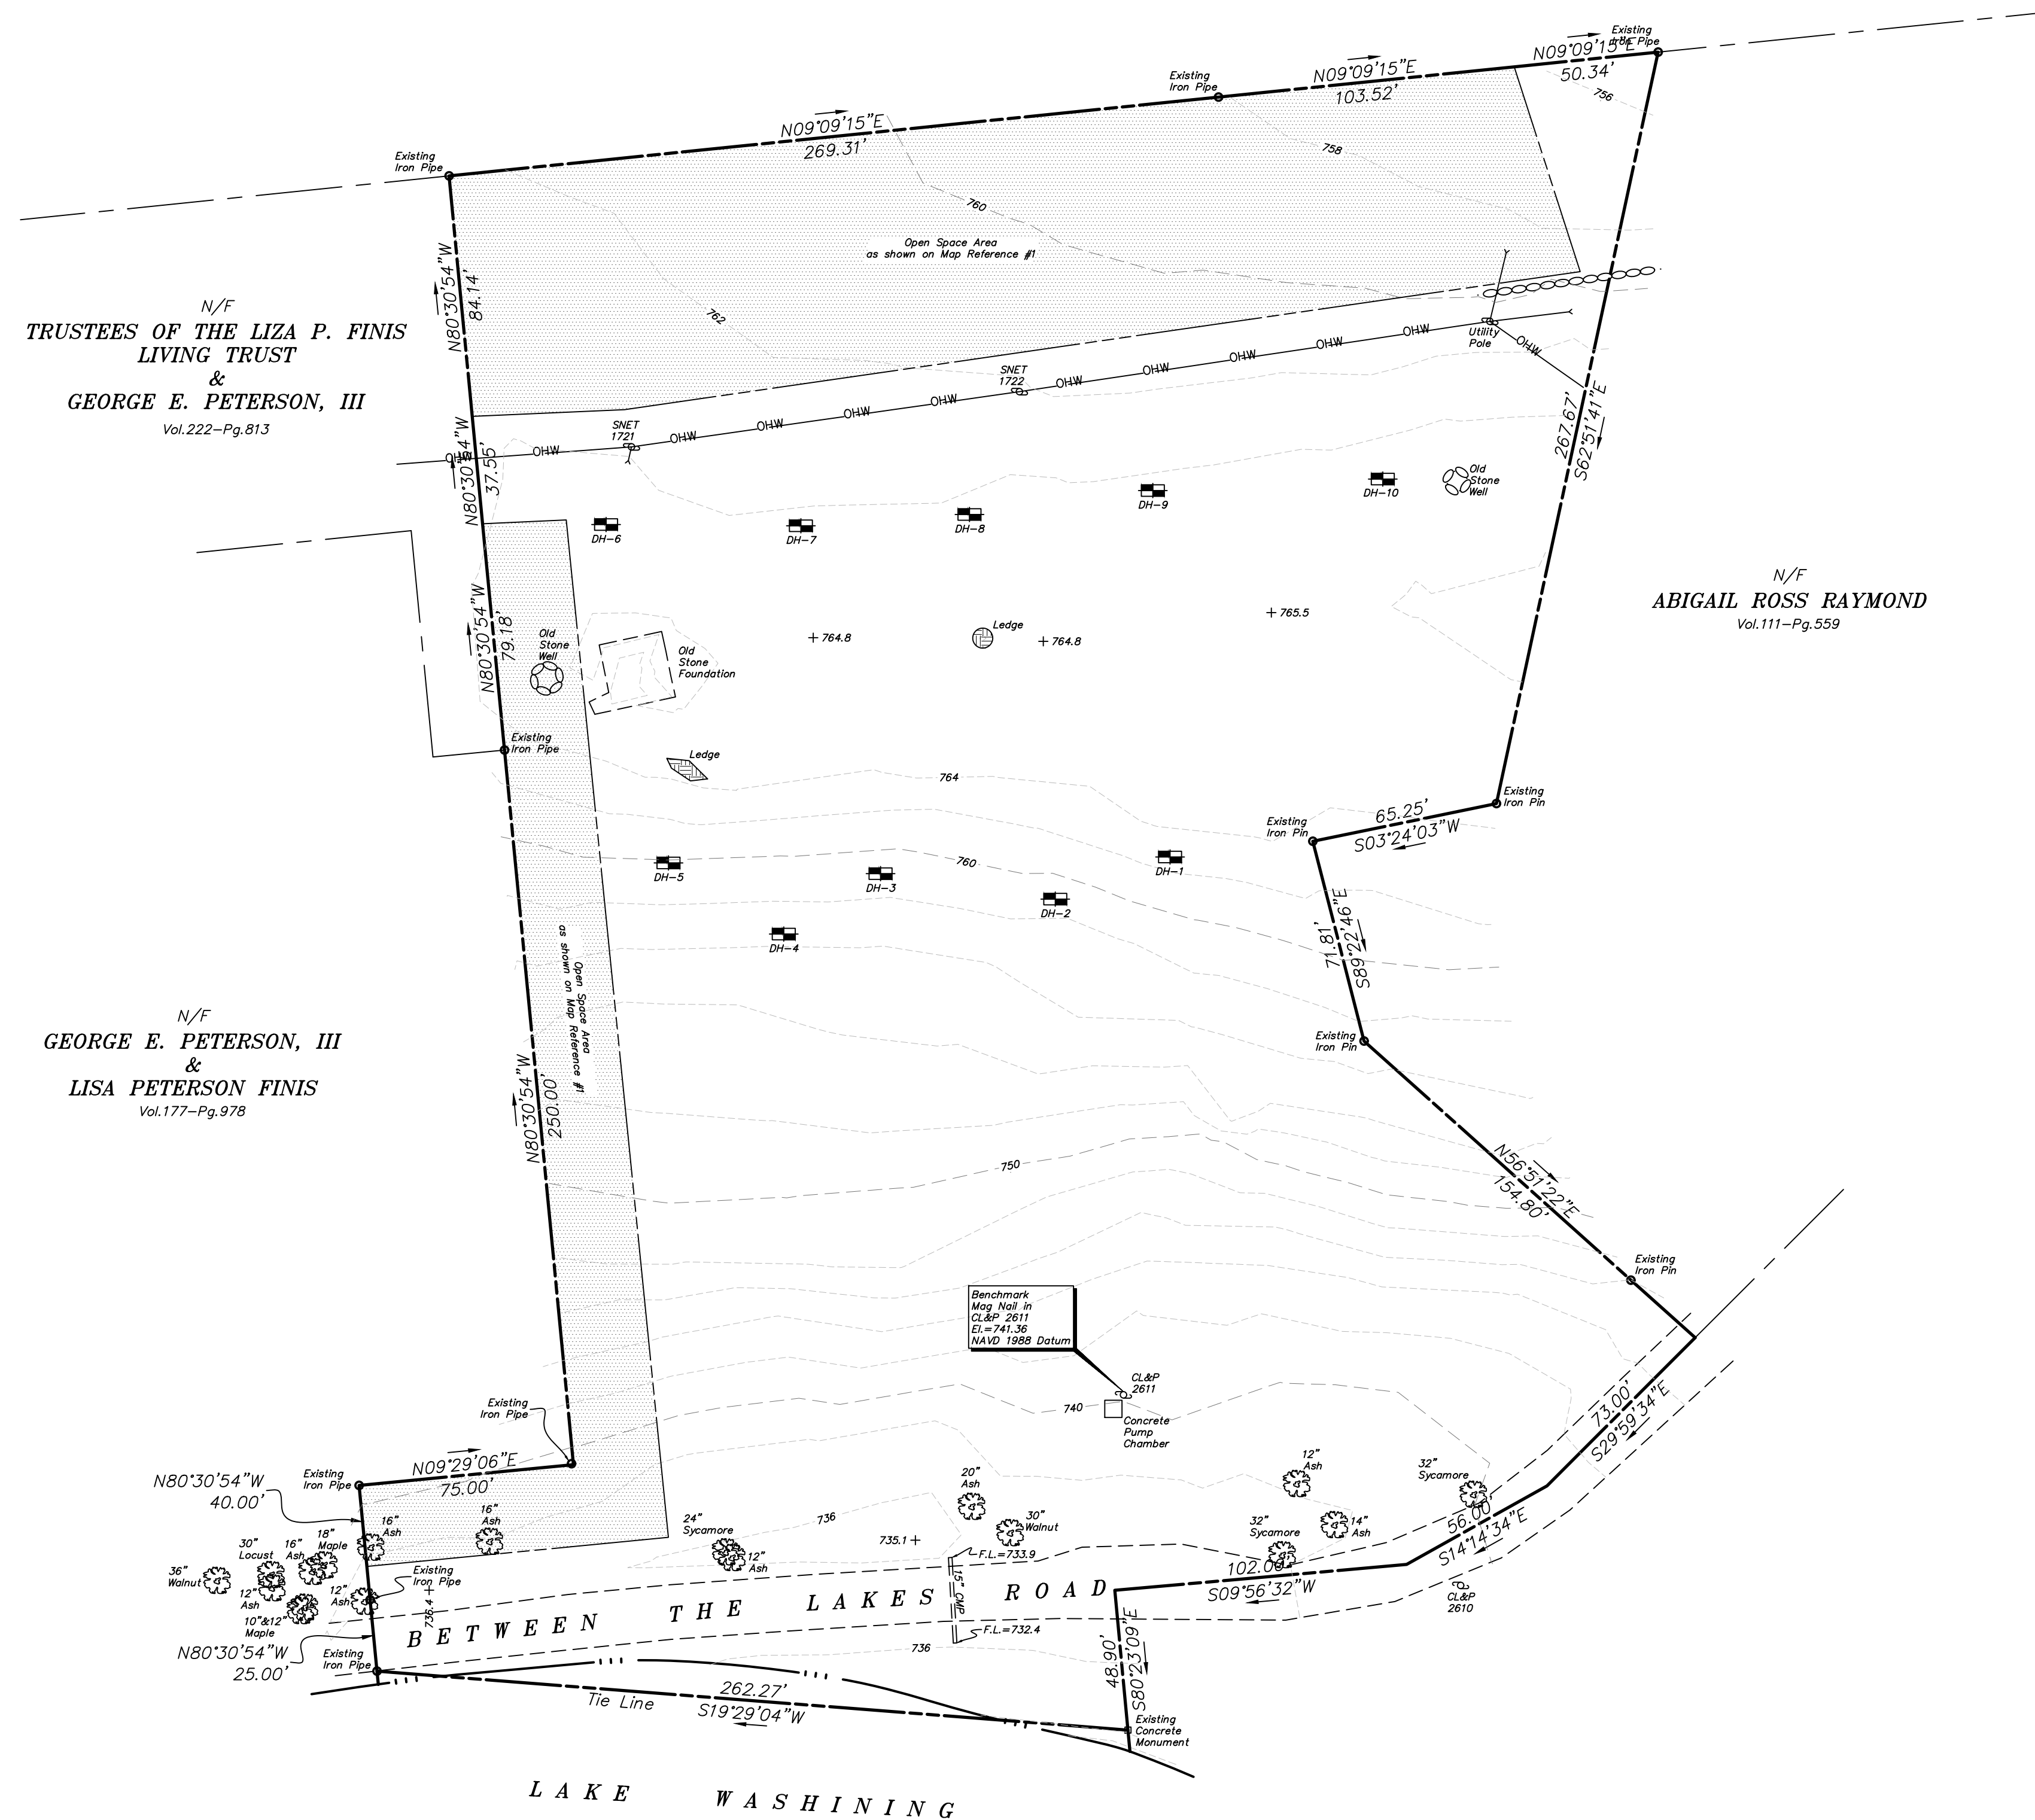 Existing
Iron Pipe
N09°09'15"E
50.34'
N09°09'15"E
103.52'
Existing
Iron Pipe
756
N09°09'15"E
269.31'
758
Existing
Iron Pipe
760
Open Space Area
as shown on Map Reference #1
N80°30'54"W
84.14'
762
N/F
TRUSTEES OF THE LIZA P. FINIS
LIVING TRUST
&
GEORGE E. PETERSON, III
Vol.222-Pg.813
Utility
Pole
OHW
OHW
OHW
OHW
OHW
OHW
OHW
OHW
OHW
OHW
OHW
OHW
OHW
SNET
1722
SNET
1721
267.67'
S62°51'41"E
N80°30'54"W
37.55'
DH-6
DH-7
DH-8
DH-9
DH-10
Old
Stone
Well
N/F
ABIGAIL ROSS RAYMOND
Vol.111-Pg.559
N80°30'54"W
79.18'
Old
Stone
Well
Old
Stone
Foundation
764.8
Ledge
764.8
765.5
Existing
Iron Pipe
Ledge
764
Existing
Iron Pin
65.25'
S03°24'03"W
Existing
Iron Pin
760
DH-5
DH-3
DH-2
DH-1
DH-4
71.81'
S89°22'46"E
Open Space Area
as shown on Map Reference #1
N/F
GEORGE E. PETERSON, III
&
LISA PETERSON FINIS
Vol.177-Pg.978
Existing
Iron Pin
N80°30'54"W
250.00'
750
N56°51'22"E
154.80'
Existing
Iron Pin
Benchmark
Mag Nail in
CL&P 2611
El.=741.36
NAVD 1988 Datum
CL&P
2611
740
Concrete
Pump
Chamber
73.00'
S29°59'34"E
Existing
Iron Pipe
N09°29'06"E
75.00'
Existing
Iron Pipe
N80°30'54"W
40.00'
20"
Ash
12"
Ash
32"
Sycamore
56.00'
S14°14'34"E
16"
Ash
16"
Ash
24"
Sycamore
736
735.1
30"
Walnut
32"
Sycamore
14"
Ash
18"
Maple
16"
Ash
30"
Locust
36"
Walnut
12"
Ash
12"
Ash
10"&12"
Maple
12"
Ash
Existing
Iron Pipe
736.4
F.L.=733.9
15" CMP
F.L.=732.4
102.00'
S09°56'32"W
CL&P
2610
BETWEEN THE LAKES ROAD
736
48.90'
S80°23'09"E
N80°30'54"W
25.00'
Existing
Iron Pipe
Tie Line
262.27'
S19°29'04"W
Existing
Concrete
Monument
LAKE WASHINING